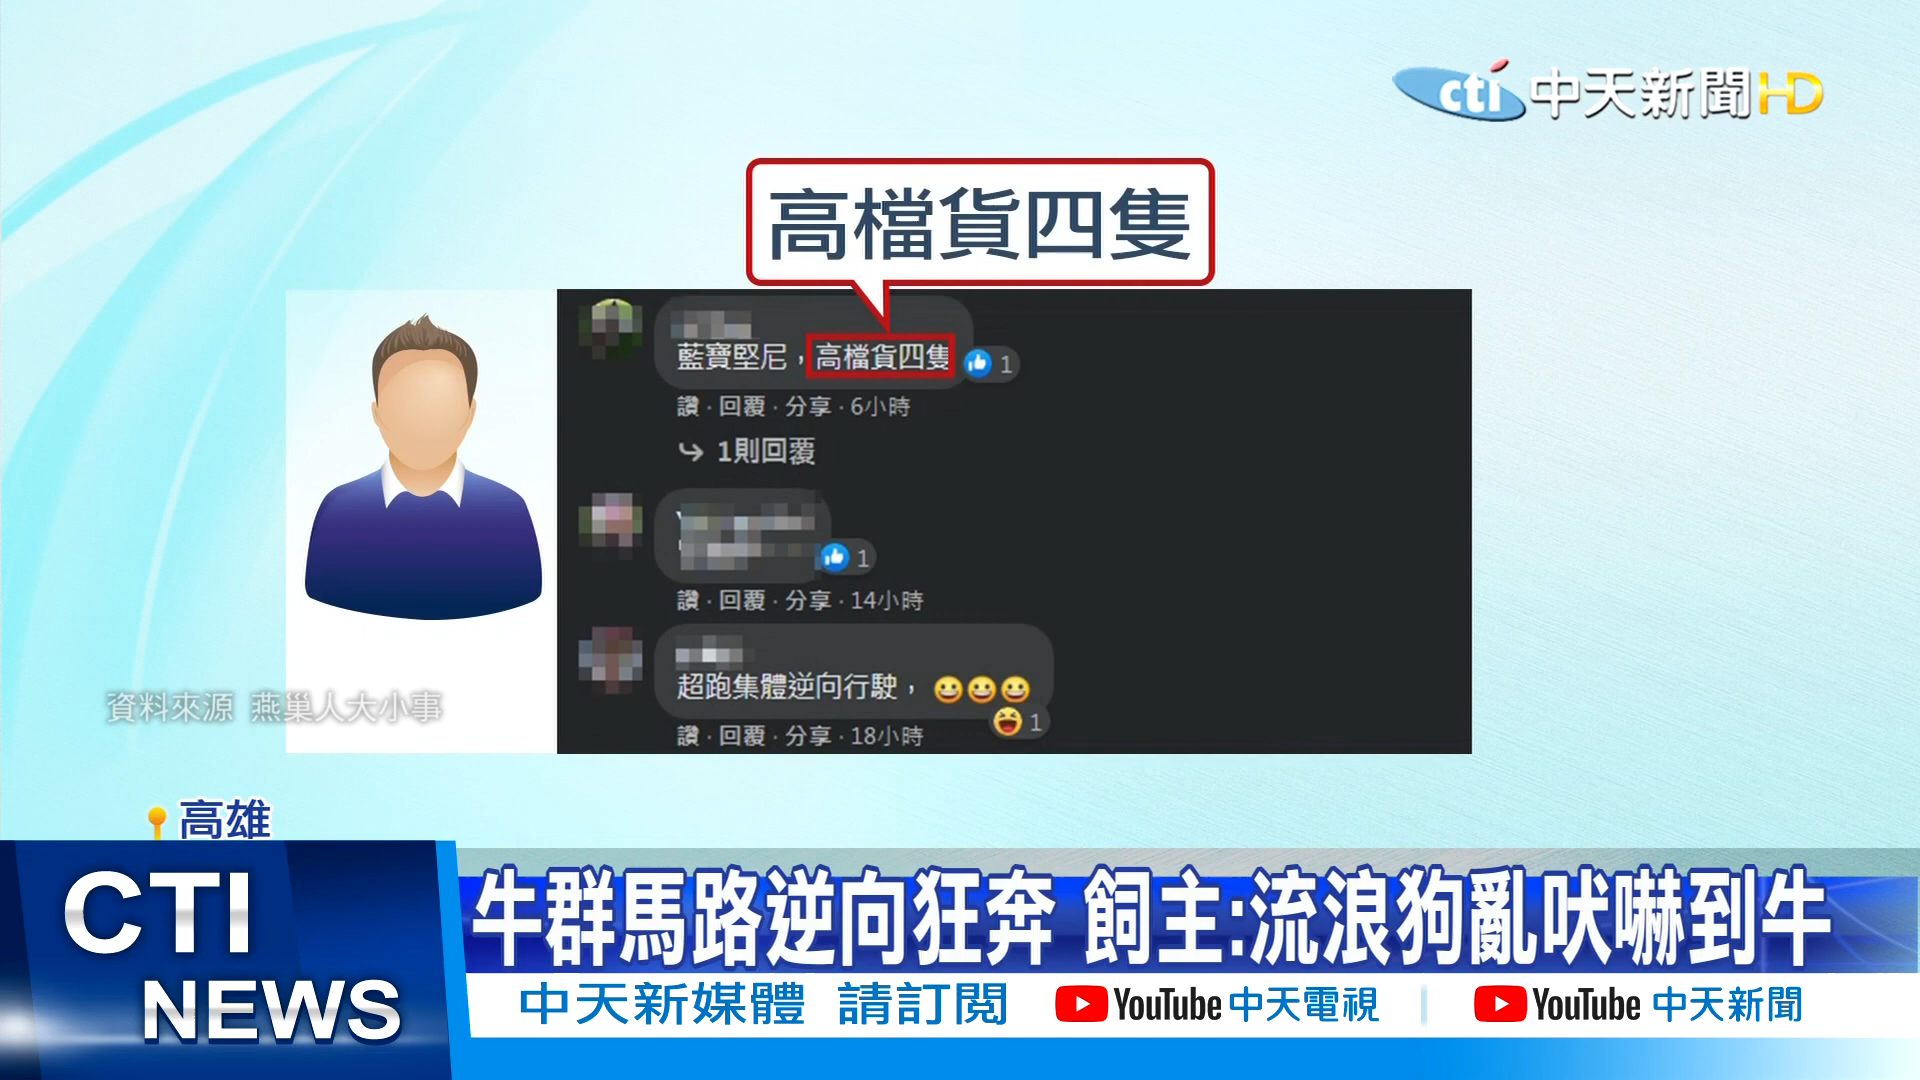 cti 中天新聞HD
高檔貨四隻
藍寶堅尼，高檔貨四隻
1
讚 · 回覆 · 分享 · 6小時
1則回覆
1
讚 · 回覆 · 分享 · 14小時
超跑集體逆向行駛，
1
讚 · 回覆 · 分享 · 18小時
資料來源 燕巢人大小事
高雄
CTI
NEWS
牛群馬路逆向狂奔 飼主:流浪狗亂吠嚇到牛
中天新媒體 請訂閱 YouTube 中天電視 | YouTube 中天新聞